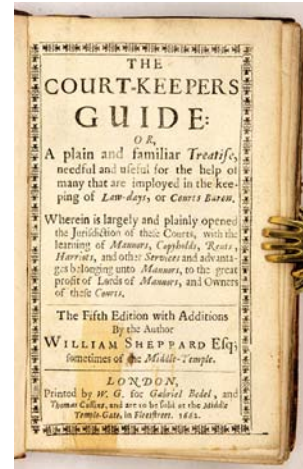 THE
COURT-KEEPERS
GUIDE:
OR,
A plain and familiar Treatise,
needful and useful for the help of
many that are imployed in the kee-
ping of Law-days, or Courts Baron.
Wherein is largely and plainly opened
the Jurisdiction of these Courts, with the
learning of Mannors, Copyholds, Rents,
Harriots, and other Services and advanta-
ges belonging unto Mannors, to the great
profit of Lords of Mannors, and Owners
of these Courts.
The Fifth Edition with Additions
By the Author
WILLIAM SHEPPARD Esq;
sometimes of the Middle-Temple.
LONDON,
Printed by W. G. for Gabriel Bedel, and
Thomas Collins, and are to be sold at the Middle
Temple-Gate, in Fleetstreet.